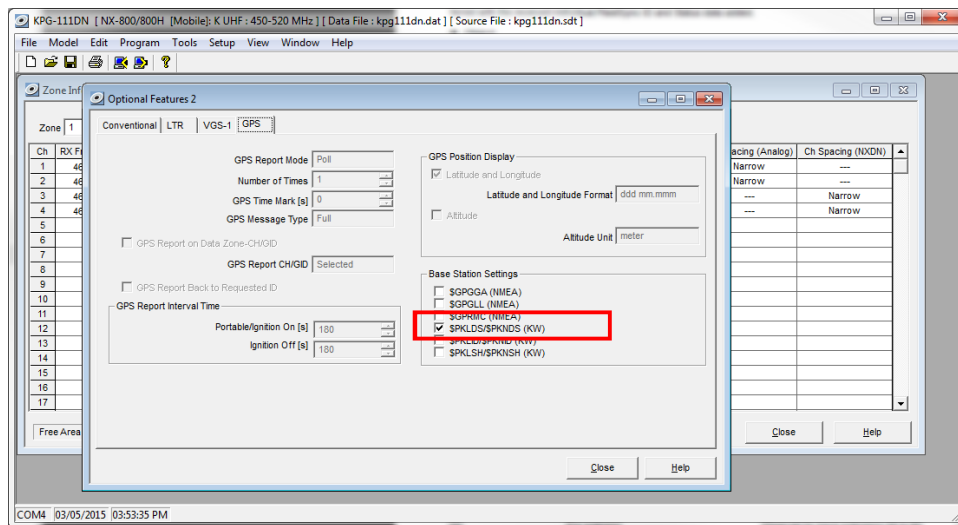 KPG-111DN [ NX-800/800H [Mobile]: K UHF : 450-520 MHz ] [ Data File : kpg111dn.dat ] [ Source File : kpg111dn.sdt ]
File Model Edit Program Tools Setup View Window Help
Zone Inf
Optional Features 2
Zone 1
Conventional LTR VGS-1 GPS
Ch RX Fr
acing (Analog) Ch Spacing (NXDN)
1 46 Narrow ---
2 46 Narrow ---
3 46 --- Narrow
4 46 --- Narrow
5
6
7
8
9
10
11
12
13
14
15
16
17
GPS Report Mode Poll
Number of Times 1
GPS Time Mark [s] 0
GPS Message Type Full
GPS Report on Data Zone-CH/GID
GPS Report CH/GID Selected
GPS Report Back to Requested ID
GPS Report Interval Time
Portable/Ignition On [s] 180
Ignition Off [s] 180
GPS Position Display
Latitude and Longitude
Latitude and Longitude Format ddd mm.mmm
Altitude
Altitude Unit meter
Base Station Settings
$GPGGA (NMEA)
$GPGLL (NMEA)
$GPRMC (NMEA)
$PKLDS/$PKNDS (KW)
$PKLID/$PKNID (KW)
$PKLSH/$PKNSH (KW)
Free Area
Close Help
Close Help
COM4 03/05/2015 03:53:35 PM